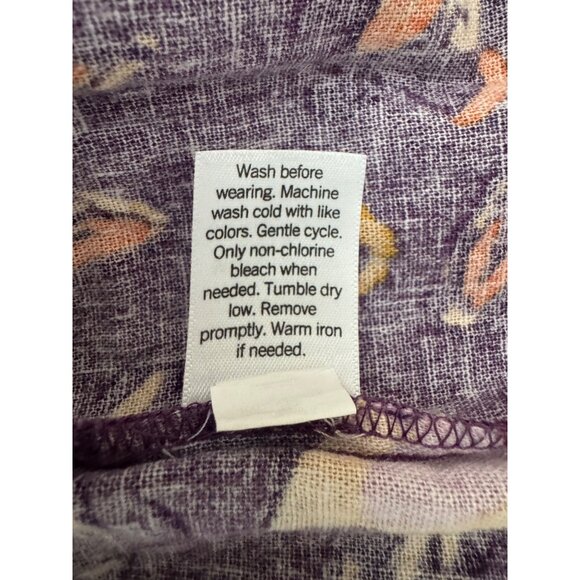 Wash before
wearing. Machine
wash cold with like
colors. Gentle cycle.
Only non-chlorine
bleach when
needed. Tumble dry
low. Remove
promptly. Warm iron
if needed.